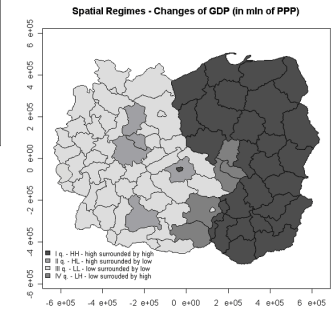 Spatial Regimes - Changes of GDP (in mln of PPP)
6 e+05
4 e+05
2 e+05
0 e+00
-2 e+05
-4 e+05
-6 e+05
I q. - HH - high surrounded by high
II q. - HL - high surrounded by low
III q. - LL - low surrounded by low
IV q. - LH - low surrouded by high
-6 e+05 -4 e+05 -2 e+05 0 e+00 2 e+05 4 e+05 6 e+05